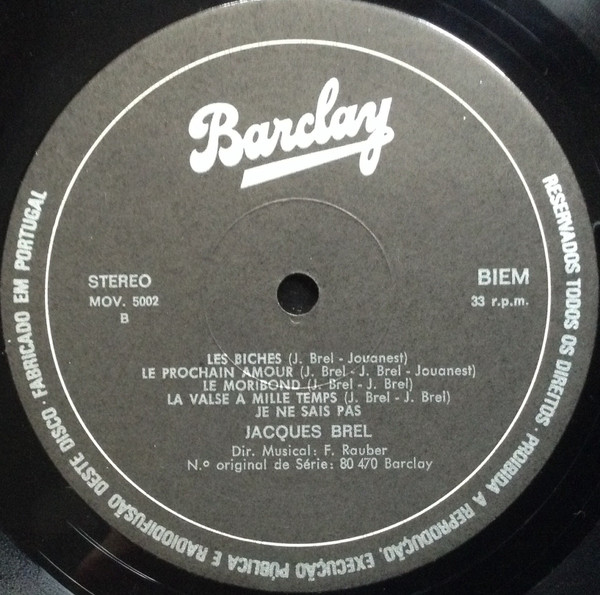 Barclay
STEREO
MOV. 5002
B
BIEM
33 r.p.m.
LES BICHES (J. Brel - Jouanest)
LE PROCHAIN AMOUR (J. Brel - J. Brel - Jouanest)
LE MORIBOND (J. Brel - J. Brel)
LA VALSE A MILLE TEMPS (J. Brel - J. Brel)
JE NE SAIS PAS
JACQUES BREL
Dir. Musical: F. Rauber
N.º original de Série: 80 470 Barclay
RESERVADOS TODOS OS DIREITOS · PROIBIDA A REPRODUÇÃO, EXECUÇÃO PÚBLICA E RADIODIFUSÃO DESTE DISCO · FABRICADO EM PORTUGAL